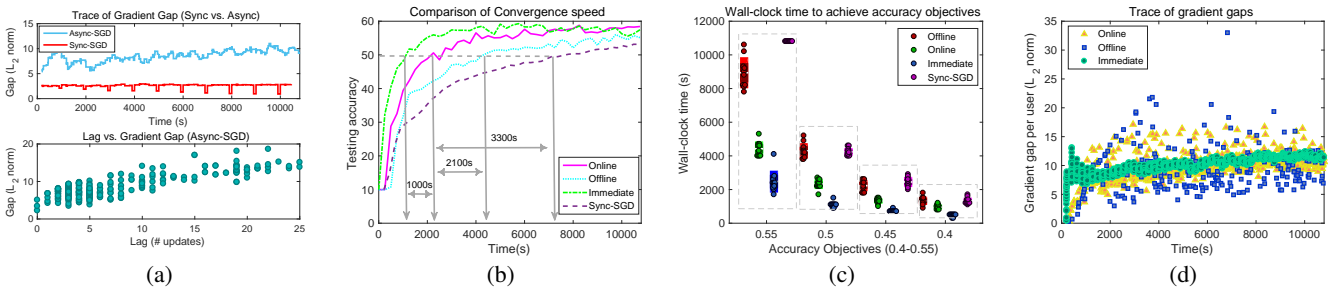 Trace of Gradient Gap (Sync vs. Async)
Gap (L2 norm)
15
10
5
0
Async-SGD
Sync-SGD
0 2000 4000 6000 8000 10000
Time (s)
Lag vs. Gradient Gap (Async-SGD)
Gap (L2 norm)
20
10
0
0 5 10 15 20 25
Lag (# updates)
(a)
Comparison of Convergence speed
Testing accuracy
60
50
40
30
20
10
0
3300s
2100s
1000s
Online
Offline
Immediate
Sync-SGD
0 2000 4000 6000 8000 10000
Time(s)
(b)
Wall-clock time to achieve accuracy objectives
Wall-clock time (s)
12000
10000
8000
6000
4000
2000
0
Offline
Online
Immediate
Sync-SGD
0.55 0.5 0.45 0.4
Accuracy Objectives (0.4-0.55)
(c)
Trace of gradient gaps
Gradient gap per user (L2 norm)
35
30
25
20
15
10
5
0
Online
Offline
Immediate
0 2000 4000 6000 8000 10000
Time(s)
(d)